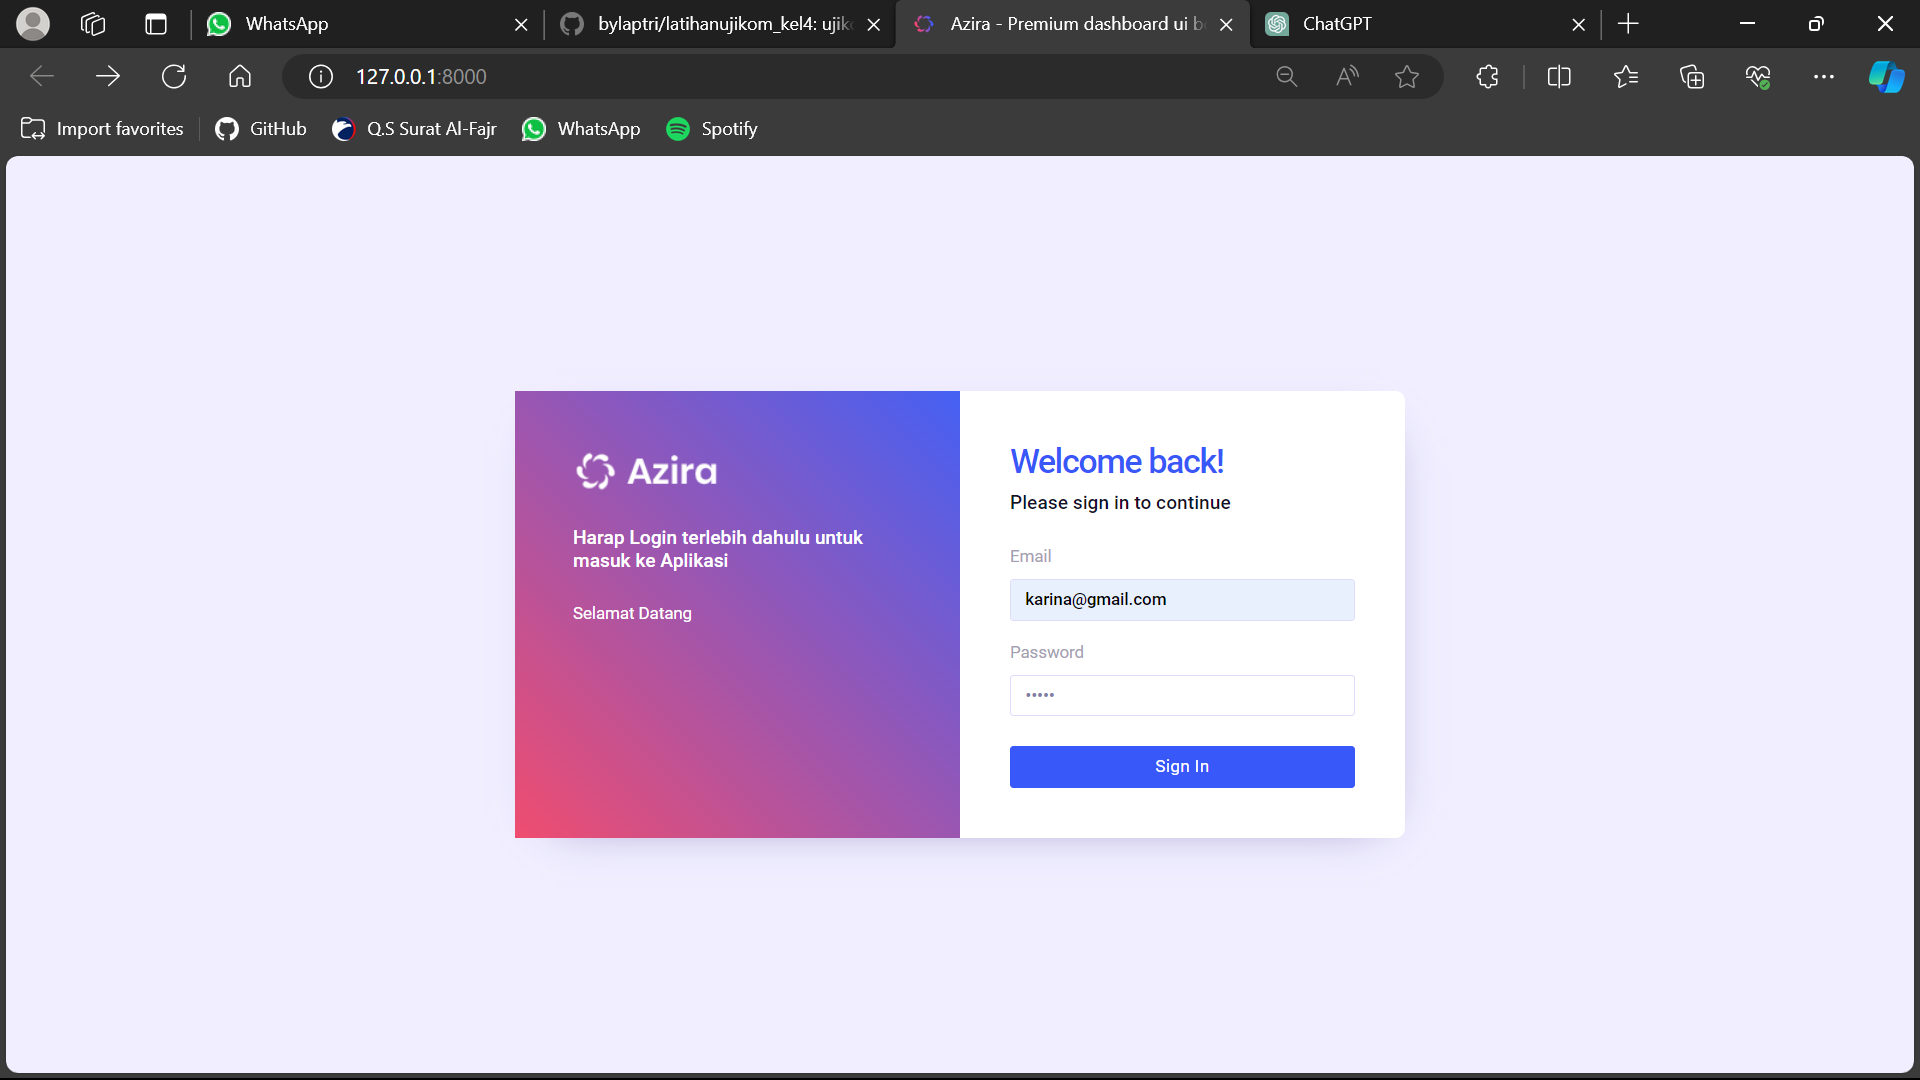 WhatsApp
bylaptri/latihanujikom_kel4: ujik
Azira - Premium dashboard ui b
ChatGPT
127.0.0.1:8000
Import favorites
GitHub
Q.S Surat Al-Fajr
WhatsApp
Spotify
Azira
Harap Login terlebih dahulu untuk
masuk ke Aplikasi
Selamat Datang
Welcome back!
Please sign in to continue
Email
karina@gmail.com
Password
•••••
Sign In